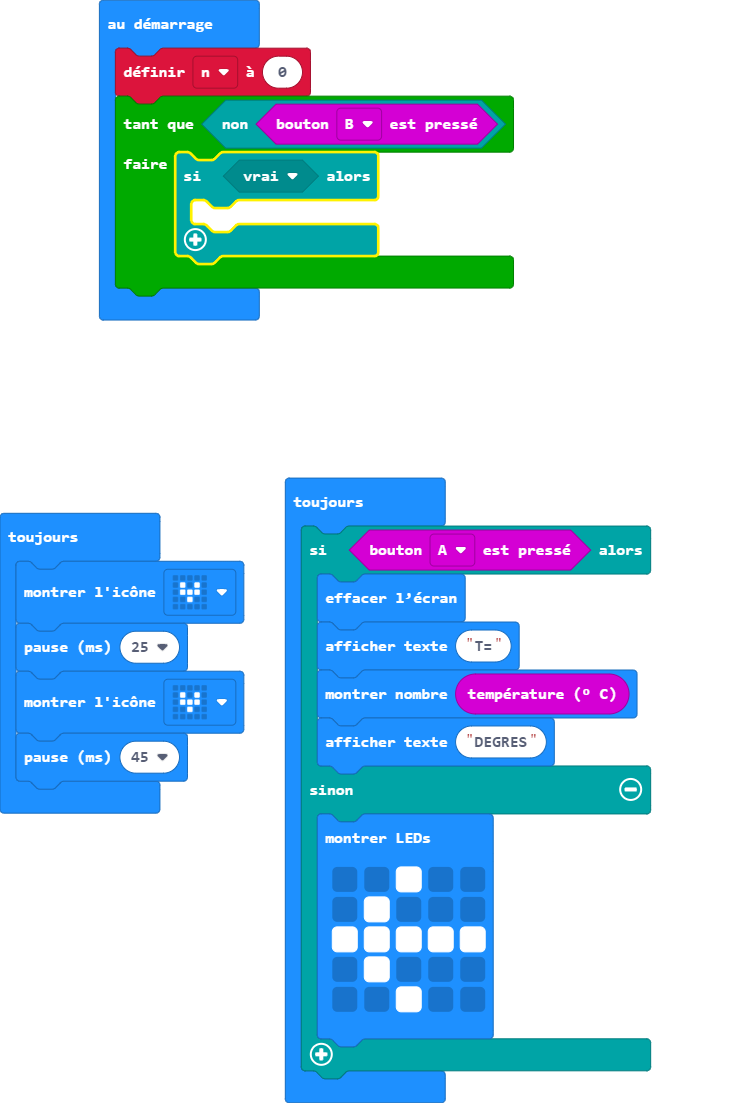 au démarrage
définir n à 0
tant que non bouton B est pressé
faire
si vrai alors
toujours
montrer l'icône
pause (ms) 25
montrer l'icône
pause (ms) 45
toujours
si bouton A est pressé alors
effacer l’écran
afficher texte "T="
montrer nombre température (º C)
afficher texte "DEGRES"
sinon
montrer LEDs